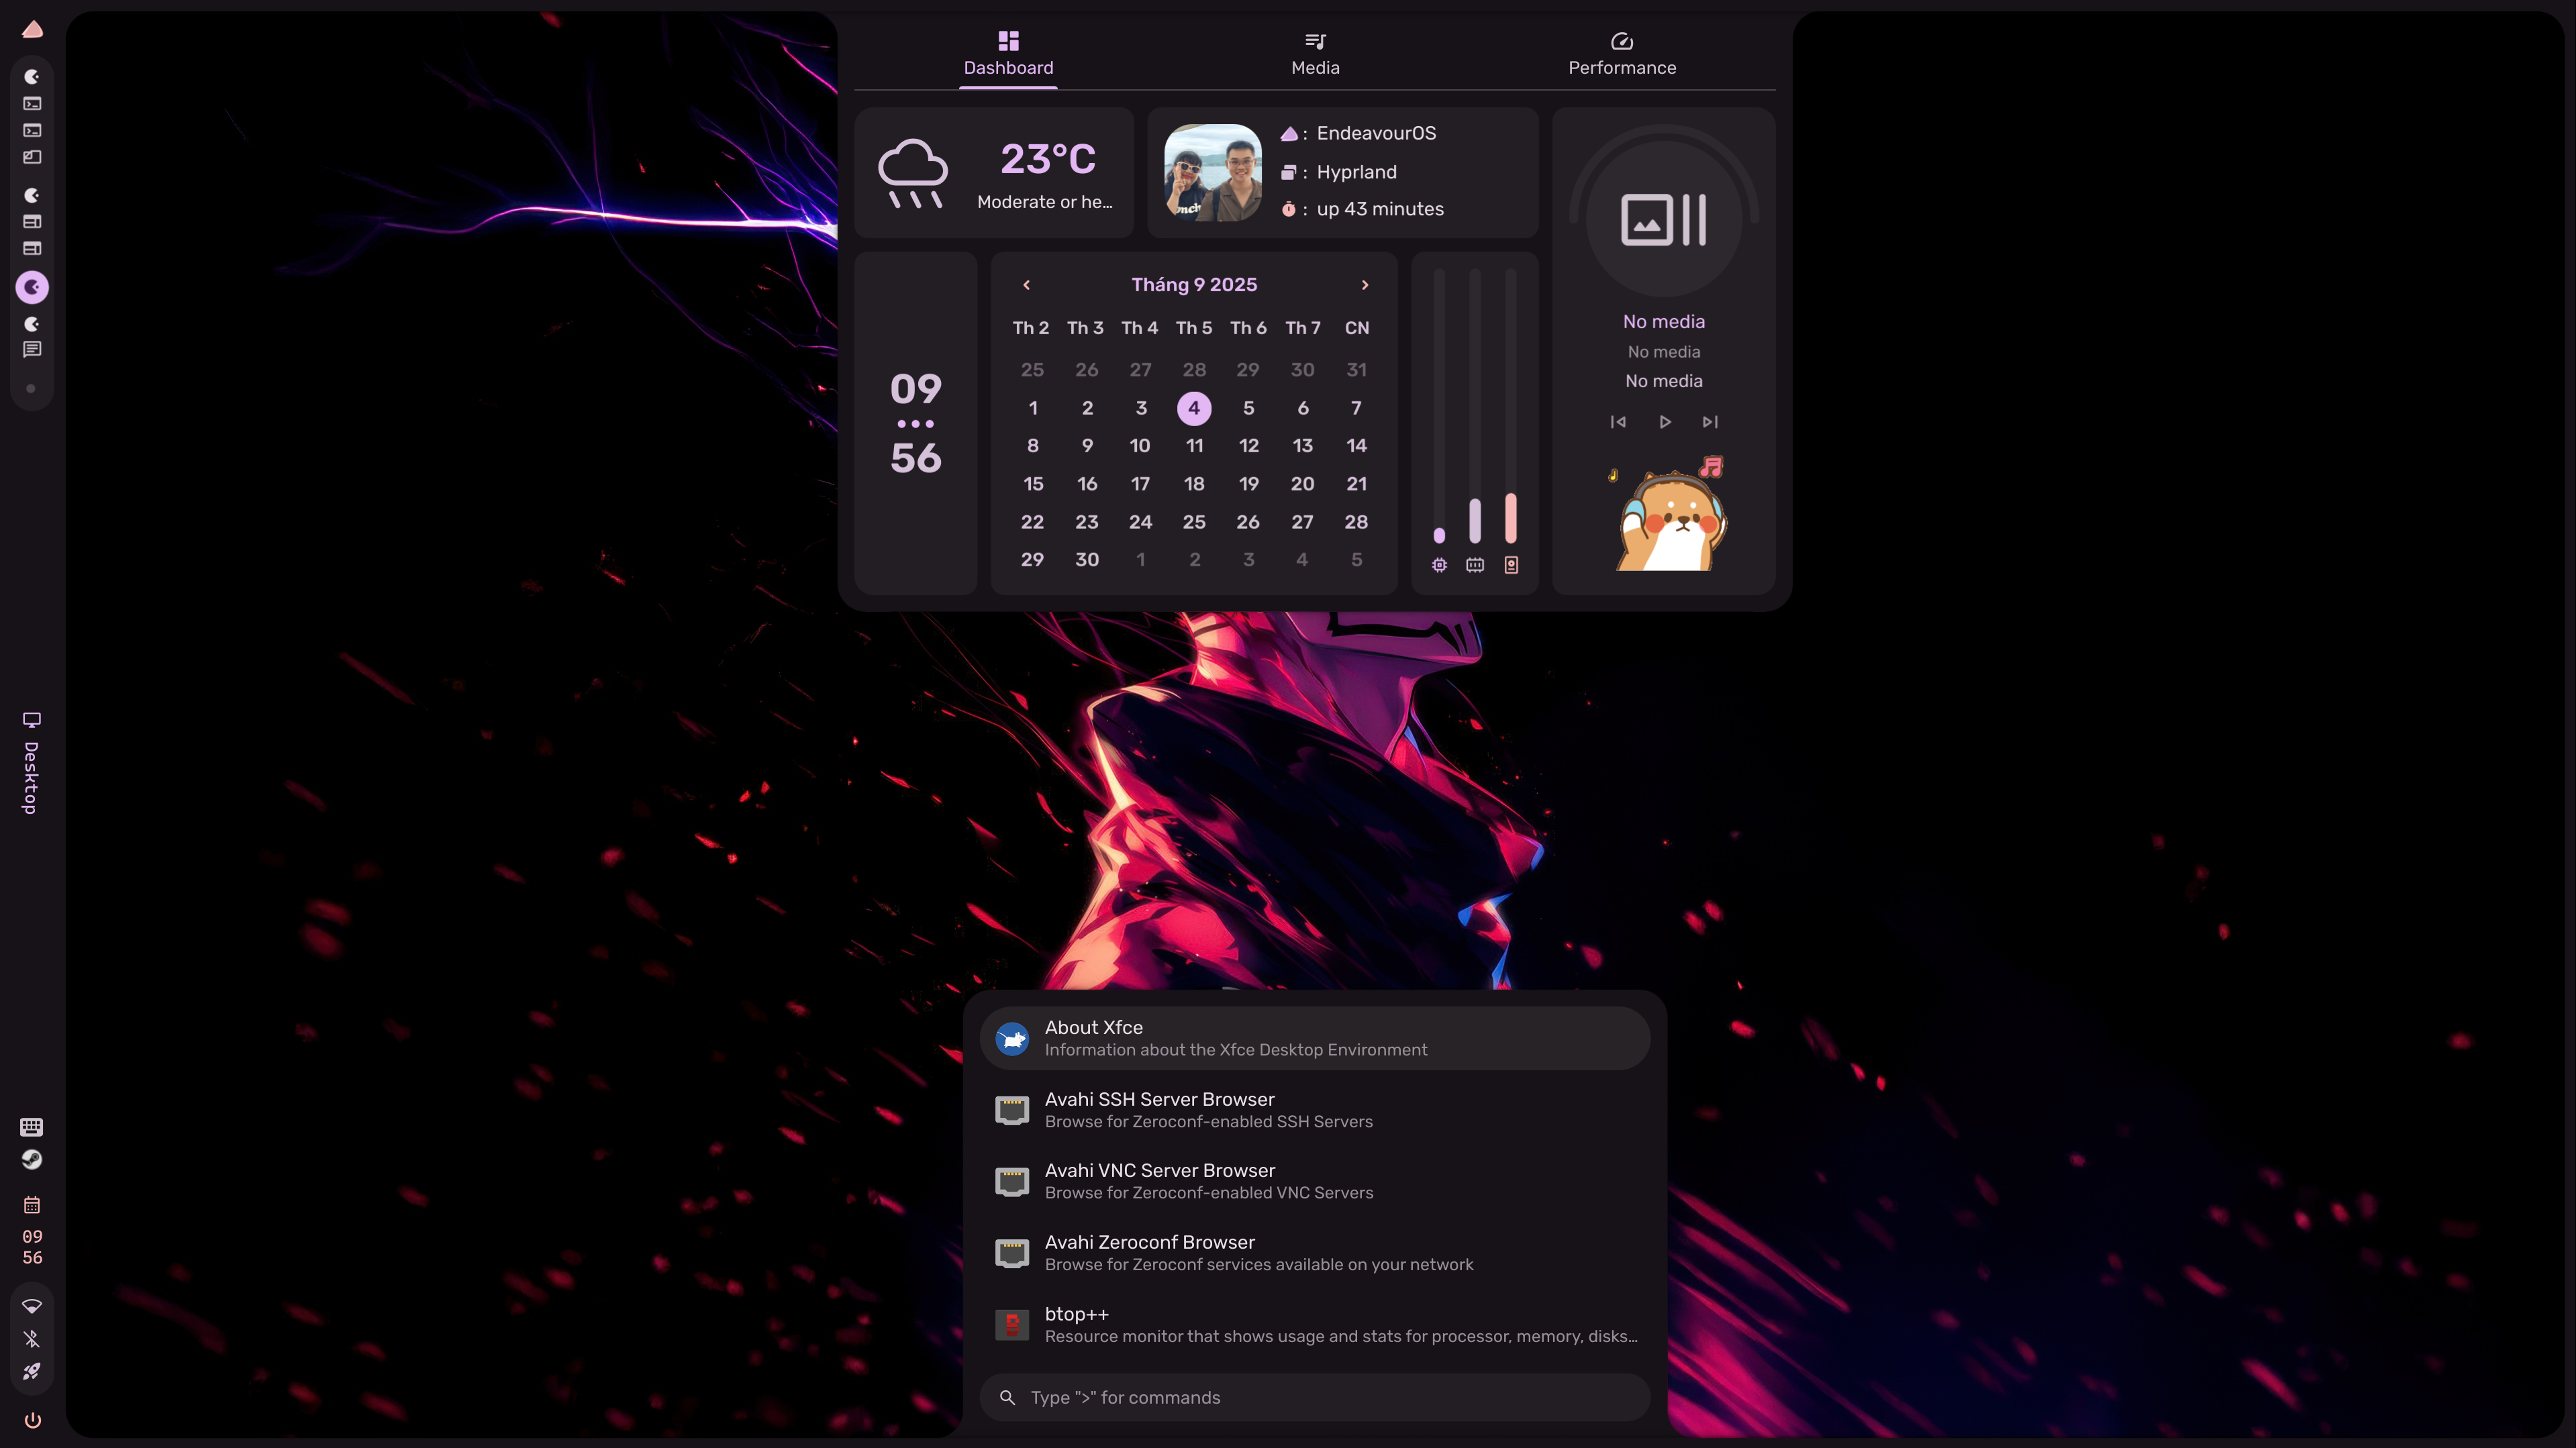 Dashboard
Media
Performance
23°C
Moderate or he...
: EndeavourOS
: Hyprland
: up 43 minutes
09
56
Tháng 9 2025
Th 2 Th 3 Th 4 Th 5 Th 6 Th 7 CN
25 26 27 28 29 30 31
1 2 3 4 5 6 7
8 9 10 11 12 13 14
15 16 17 18 19 20 21
22 23 24 25 26 27 28
29 30 1 2 3 4 5
No media
No media
No media
Desktop
09
56
About Xfce
Information about the Xfce Desktop Environment
Avahi SSH Server Browser
Browse for Zeroconf-enabled SSH Servers
Avahi VNC Server Browser
Browse for Zeroconf-enabled VNC Servers
Avahi Zeroconf Browser
Browse for Zeroconf services available on your network
btop++
Resource monitor that shows usage and stats for processor, memory, disks...
Type ">" for commands